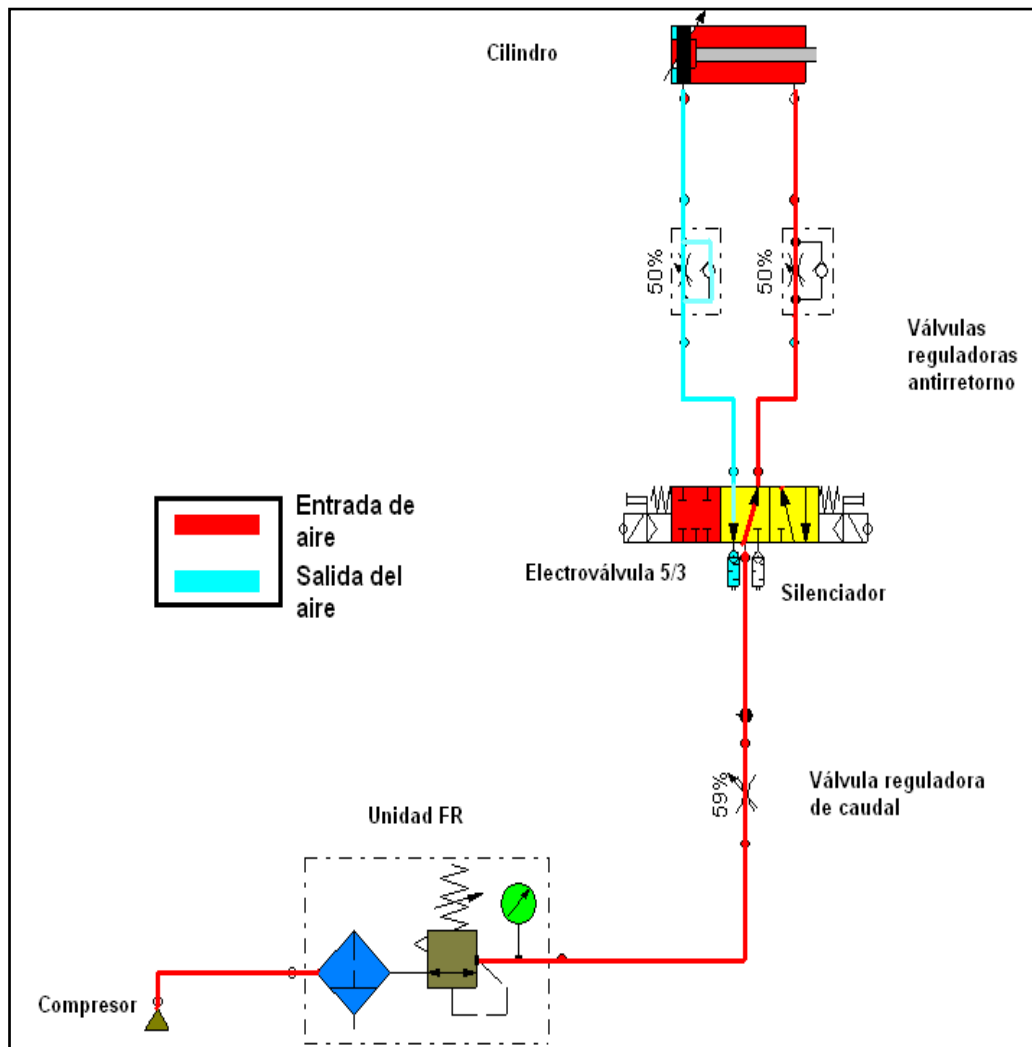 Cilindro
50%
50%
Válvulas
reguladoras
antirretorno
Entrada de
aire
Salida del
aire
Electroválvula 5/3
Silenciador
59%
Válvula reguladora
de caudal
Unidad FR
Compresor